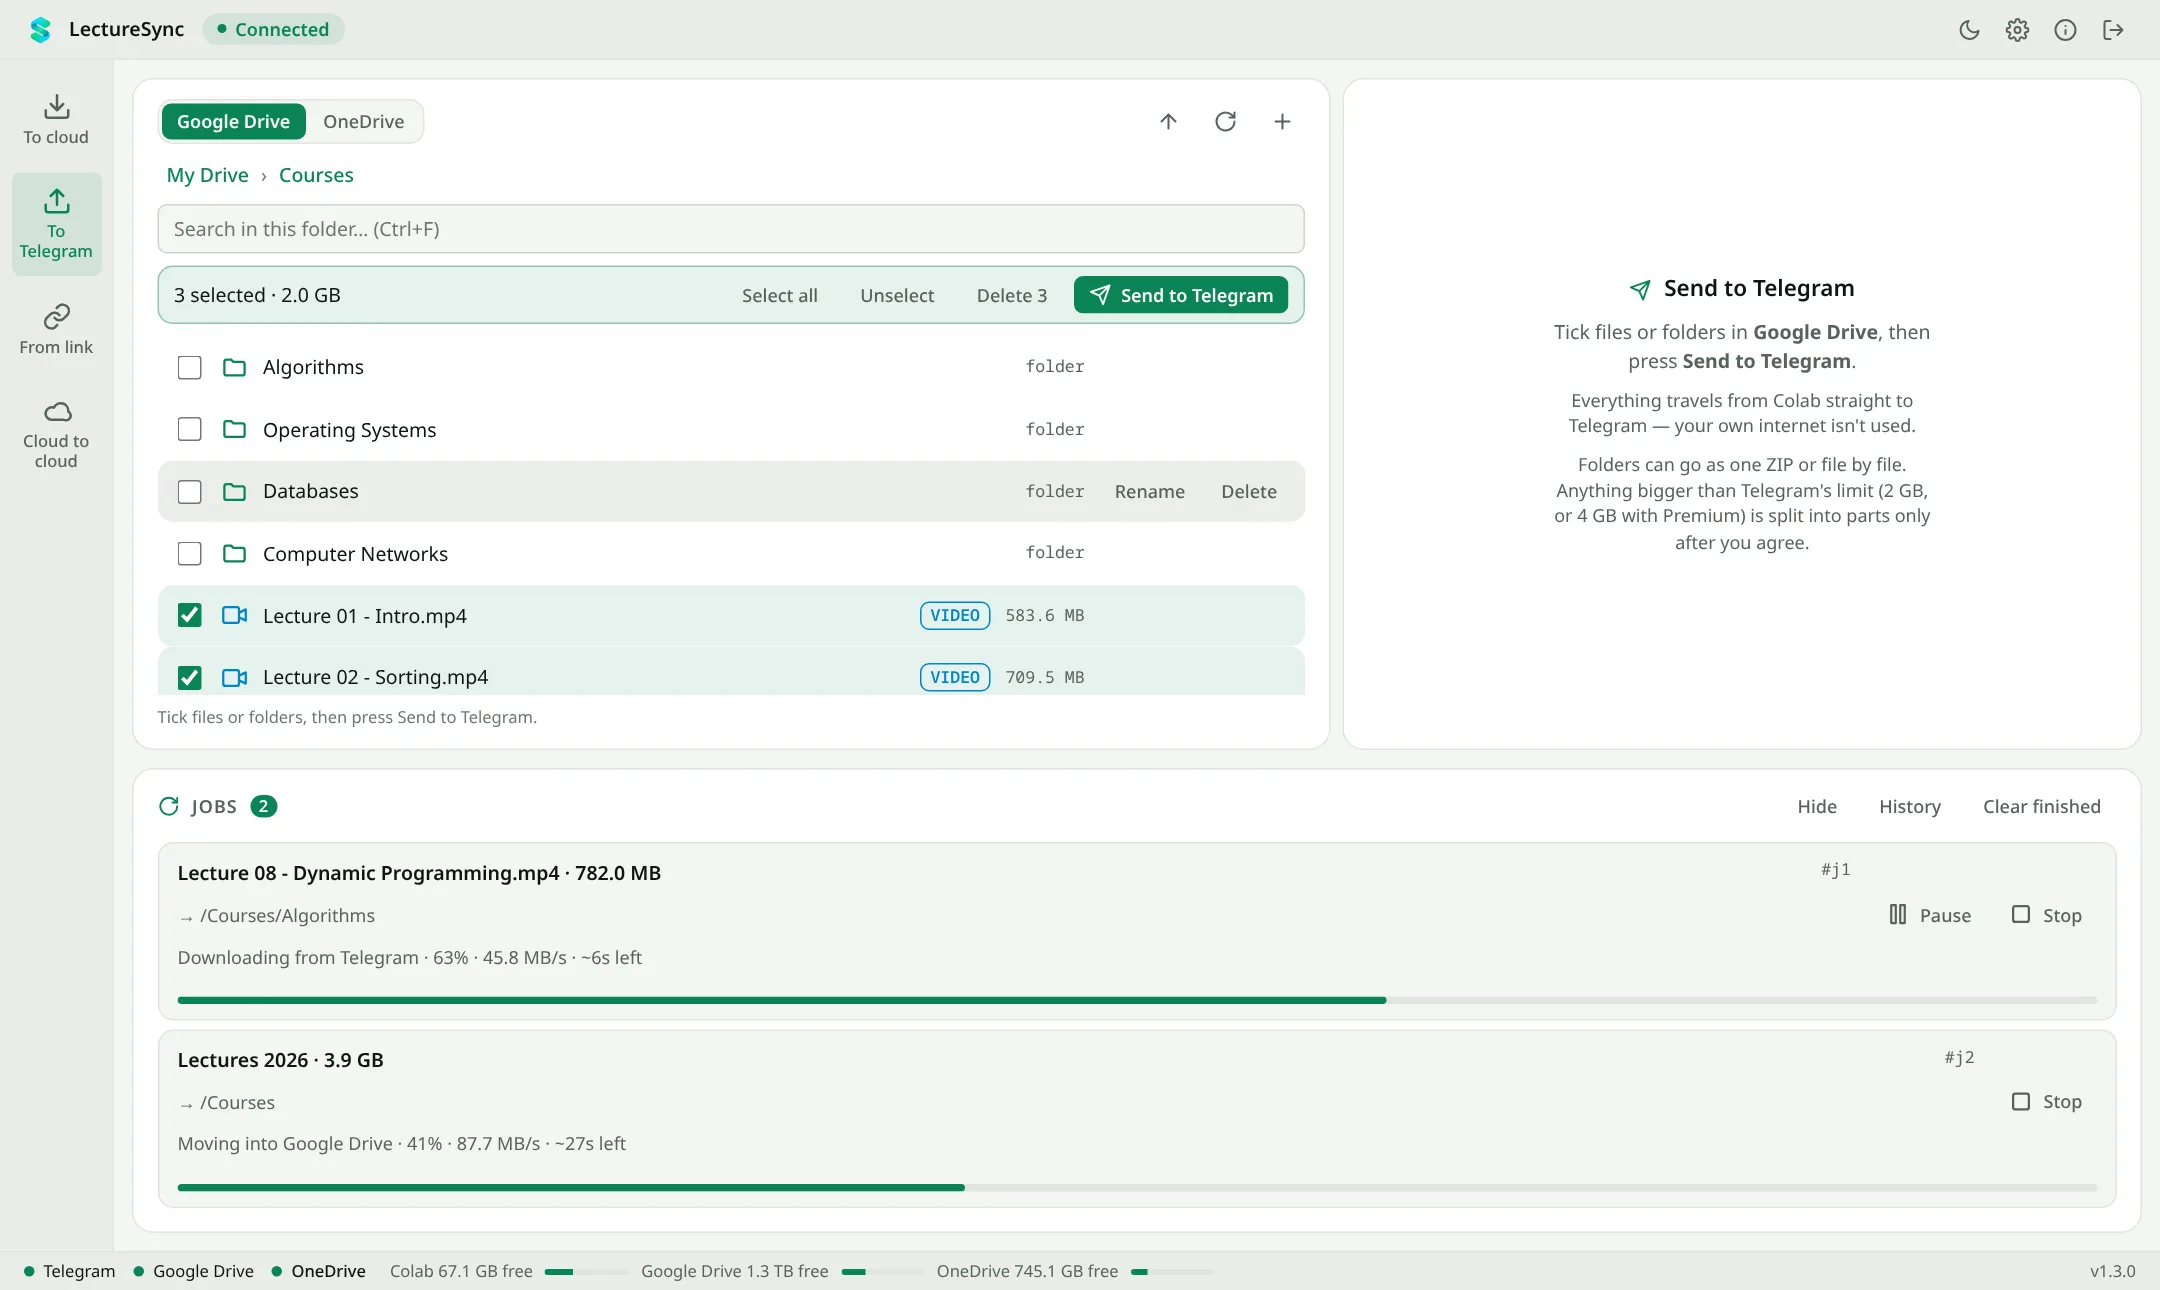 LectureSync
Connected
To cloud
To
Telegram
From link
Cloud to
cloud
Google Drive
OneDrive
My Drive › Courses
Search in this folder... (Ctrl+F)
3 selected · 2.0 GB
Select all
Unselect
Delete 3
Send to Telegram
Algorithms
folder
Operating Systems
folder
Databases
folder
Rename
Delete
Computer Networks
folder
Lecture 01 - Intro.mp4
VIDEO
583.6 MB
Lecture 02 - Sorting.mp4
VIDEO
709.5 MB
Tick files or folders, then press Send to Telegram.
Send to Telegram
Tick files or folders in Google Drive, then
press Send to Telegram.
Everything travels from Colab straight to
Telegram — your own internet isn't used.
Folders can go as one ZIP or file by file.
Anything bigger than Telegram's limit (2 GB,
or 4 GB with Premium) is split into parts only
after you agree.
JOBS 2
Hide
History
Clear finished
Lecture 08 - Dynamic Programming.mp4 · 782.0 MB
#j1
→ /Courses/Algorithms
Pause
Stop
Downloading from Telegram · 63% · 45.8 MB/s · ~6s left
Lectures 2026 · 3.9 GB
#j2
→ /Courses
Stop
Moving into Google Drive · 41% · 87.7 MB/s · ~27s left
Telegram
Google Drive
OneDrive
Colab 67.1 GB free
Google Drive 1.3 TB free
OneDrive 745.1 GB free
v1.3.0